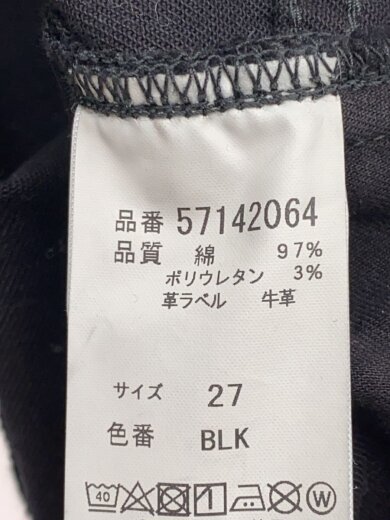 品番 57142064
品質 綿 97%
ポリウレタン 3%
革ラベル 牛革
サイズ 27
色番 BLK
40 W